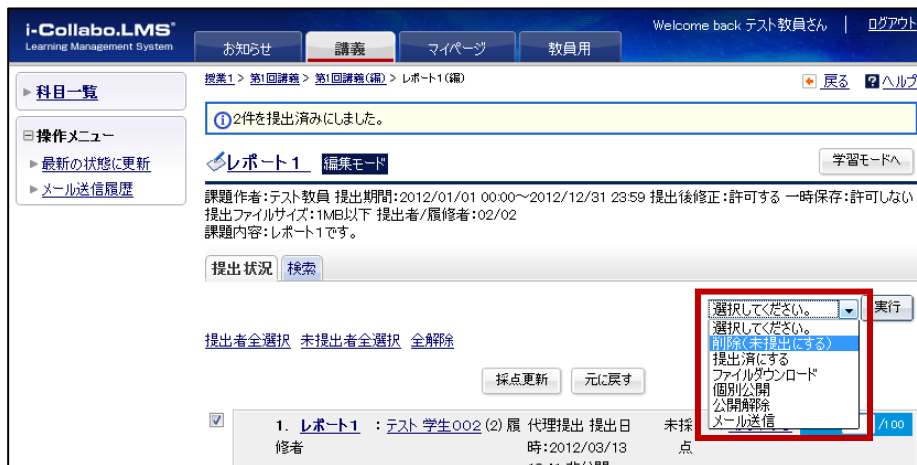 i-Collabo.LMS
Learning Management System
Welcome back テスト教員さん | ログアウト
お知らせ 講義 マイページ 教員用
授業1 > 第1回講義 > 第1回講義(編) > レポート1(編)
戻る ヘルプ
科目一覧
操作メニュー
最新の状態に更新
メール送信履歴
2件を提出済みにしました。
レポート1 編集モード
学習モードへ
課題作者:テスト教員 提出期間:2012/01/01 00:00~2012/12/31 23:59 提出後修正:許可する 一時保存:許可しない
提出ファイルサイズ:1MB以下 提出者/履修者:02/02
課題内容:レポート1です。
提出状況 検索
選択してください。 実行
選択してください。
削除(未提出にする)
提出済にする
ファイルダウンロード
個別公開
公開解除
メール送信
提出者全選択 未提出者全選択 全解除
採点更新 元に戻す
1. レポート1 :テスト 学生002 (2) 履修者
代理提出 提出日時:2012/03/13
未採点
/100